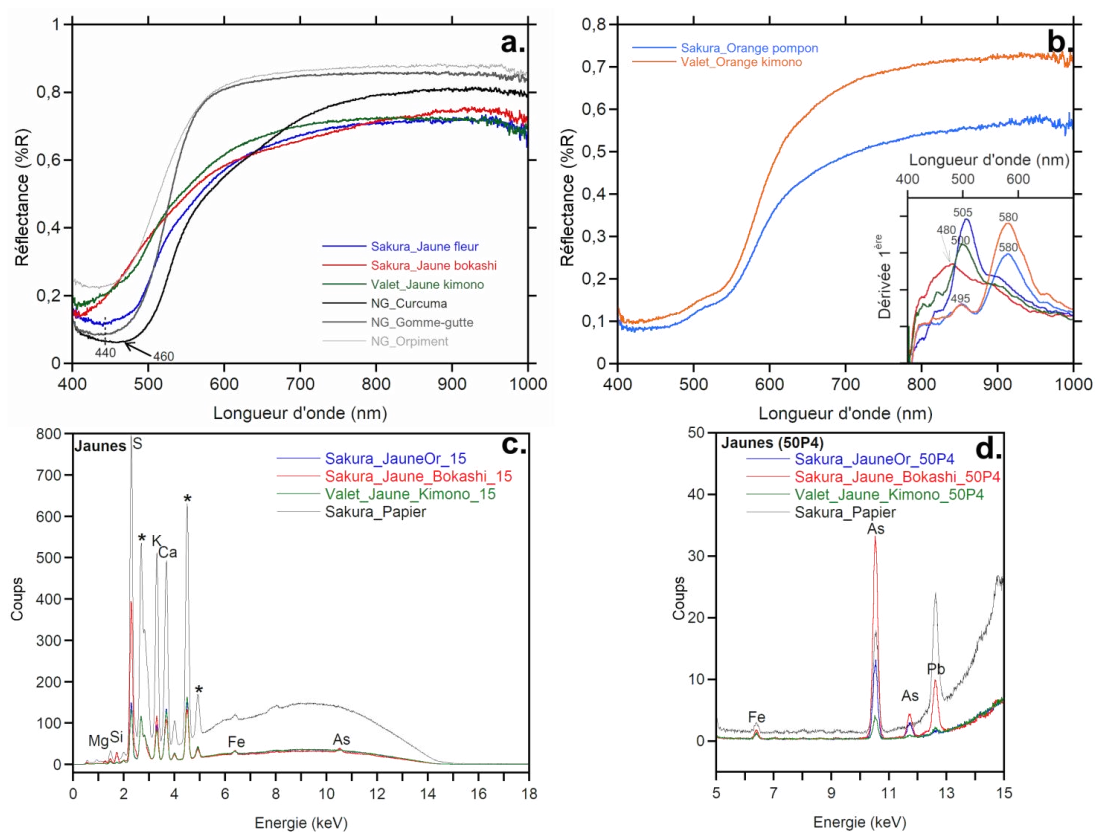 a.
1
0,8
0,6
0,4
0,2
0
Réflectance (%R)
Sakura_Jaune fleur
Sakura_Jaune bokashi
Valet_Jaune kimono
NG_Curcuma
NG_Gomme-gutte
NG_Orpiment
440
460
400 500 600 700 800 900 1000
Longueur d'onde (nm)
b.
0,8
0,7
0,6
0,5
0,4
0,3
0,2
0,1
0
Réflectance (%R)
Sakura_Orange pompon
Valet_Orange kimono
Longueur d'onde (nm)
400 500 600
505
480
500
580
580
495
Dérivée 1ère
400 500 600 700 800 900 1000
Longueur d'onde (nm)
Jaunes
c.
800
700
600
500
400
300
200
100
0
Coups
S
*
K
Ca
*
*
Mg
Si
Fe
As
Sakura_JauneOr_15
Sakura_Jaune_Bokashi_15
Valet_Jaune_Kimono_15
Sakura_Papier
0 2 4 6 8 10 12 14 16 18
Energie (keV)
Jaunes (50P4)
d.
50
40
30
20
10
0
Coups
Sakura_JauneOr_50P4
Sakura_Jaune_Bokashi_50P4
Valet_Jaune_Kimono_50P4
Sakura_Papier
As
Pb
As
Fe
5 7 9 11 13 15
Energie (keV)